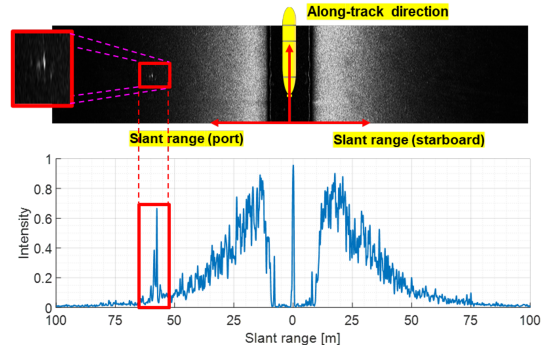 Along-track direction
Slant range (port)
Slant range (starboard)
1
0.8
0.6
0.4
0.2
0
Intensity
100 75 50 25 0 25 50 75 100
Slant range [m]